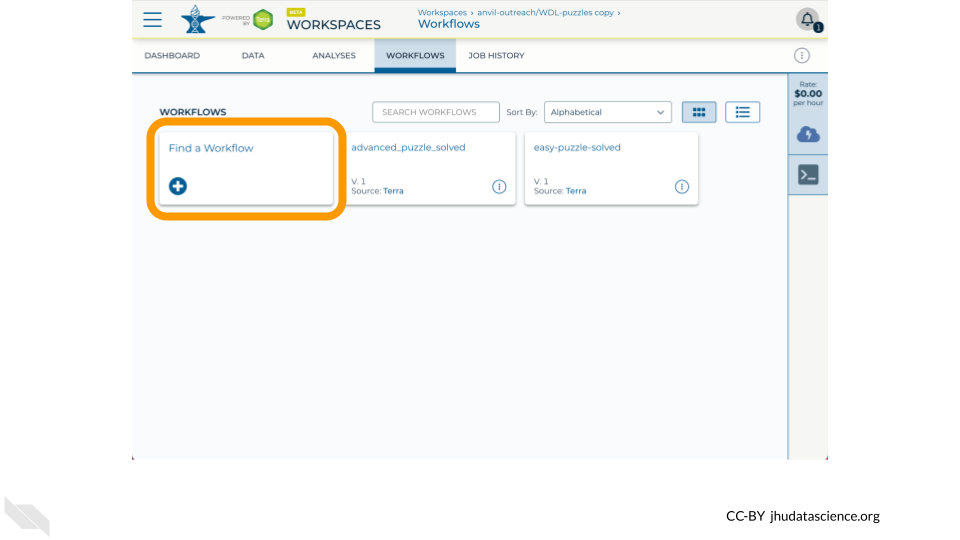 POWERED BY Terra
BETA
WORKSPACES
Workspaces › anvil-outreach/WDL-puzzles copy ›
Workflows
1
DASHBOARD DATA ANALYSES WORKFLOWS JOB HISTORY
Rate:
$0.00
per hour
WORKFLOWS SEARCH WORKFLOWS Sort By: Alphabetical
Find a Workflow
advanced_puzzle_solved
V. 1
Source: Terra
easy-puzzle-solved
V. 1
Source: Terra
CC-BY jhudatascience.org